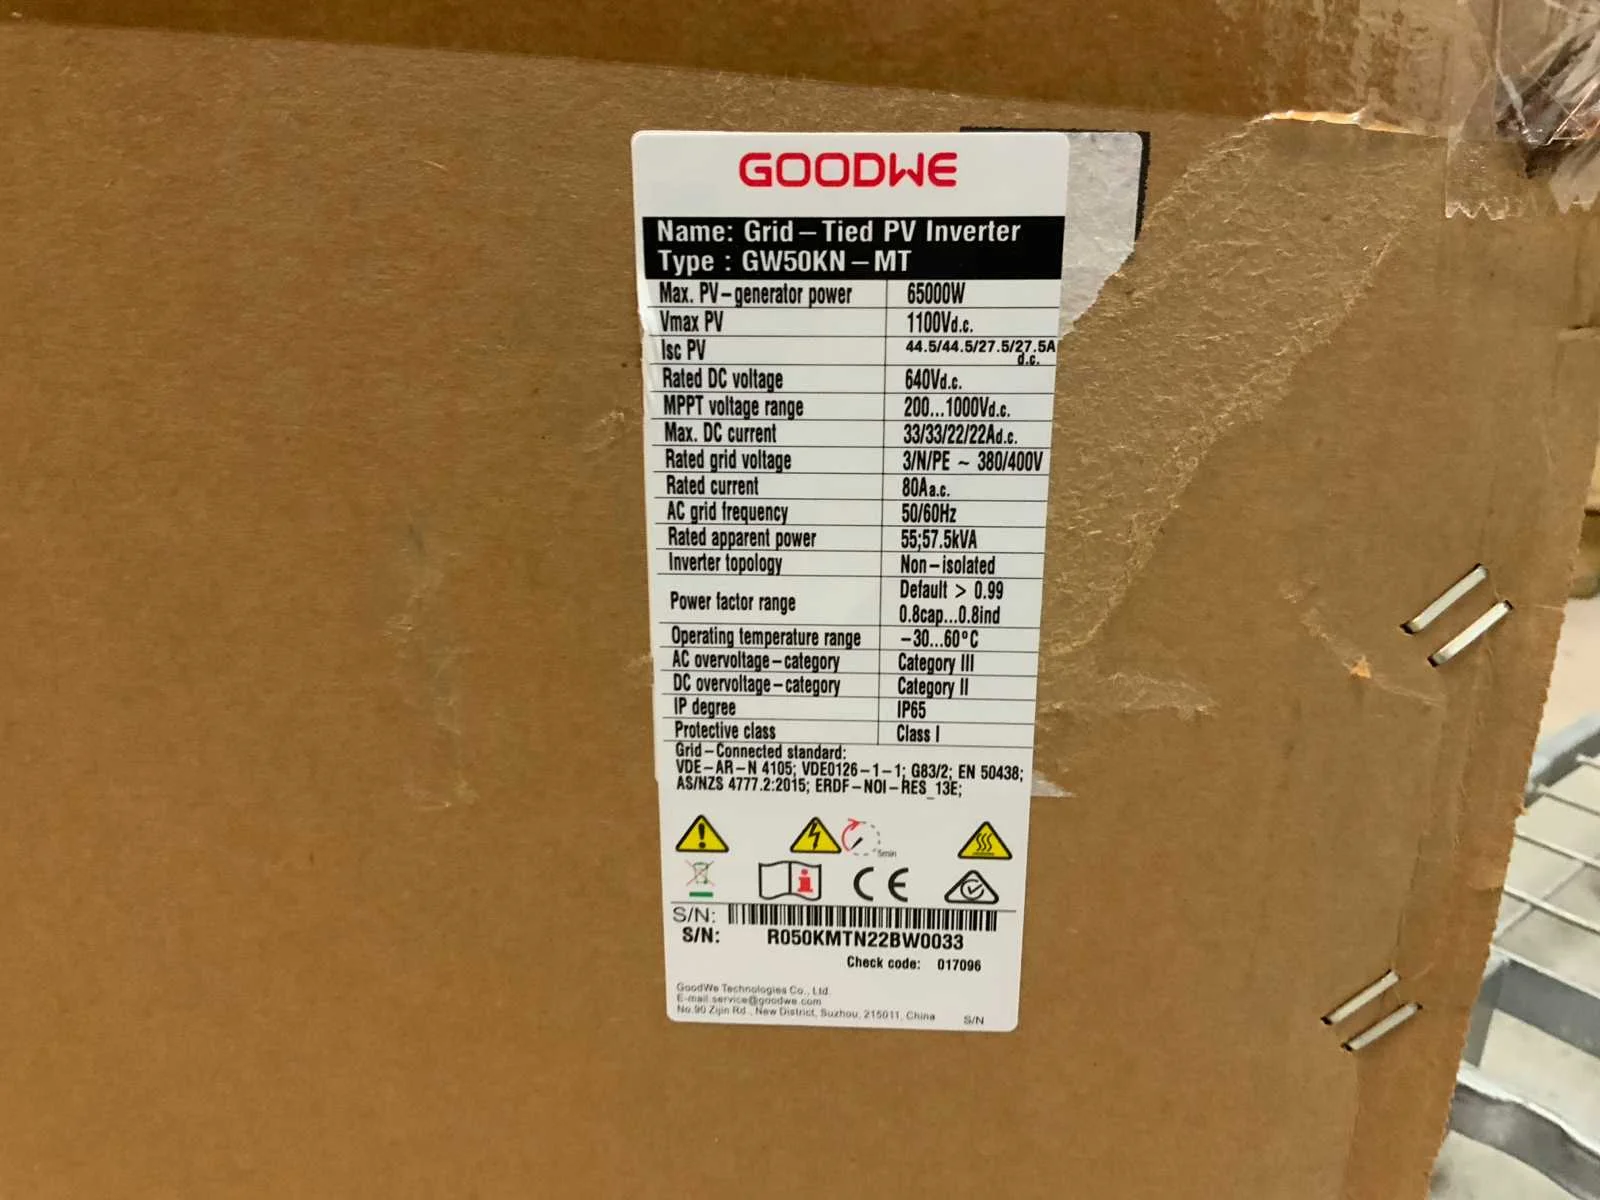 GOODWE
Name: Grid-Tied PV Inverter
Type : GW50KN-MT
Max. PV-generator power 65000W
Vmax PV 1100Vd.c.
Isc PV 44.5/44.5/27.5/27.5A d.c.
Rated DC voltage 640Vd.c.
MPPT voltage range 200...1000Vd.c.
Max. DC current 33/33/22/22Ad.c.
Rated grid voltage 3/N/PE ~ 380/400V
Rated current 80Aa.c.
AC grid frequency 50/60Hz
Rated apparent power 55;57.5kVA
Inverter topology Non-isolated
Power factor range Default > 0.99
0.8cap...0.8ind
Operating temperature range -30...60°C
AC overvoltage-category Category III
DC overvoltage-category Category II
IP degree IP65
Protective class Class I
Grid-Connected standard:
VDE-AR-N 4105; VDE0126-1-1; G83/2; EN 50438;
AS/NZS 4777.2:2015; ERDF-NOI-RES_13E;
5min
CE
S/N:
S/N: R050KMTN22BW0033
Check code: 017096
GoodWe Technologies Co., Ltd.
E-mail:service@goodwe.com
No.90 Zijin Rd., New District, Suzhou, 215011, China S/N